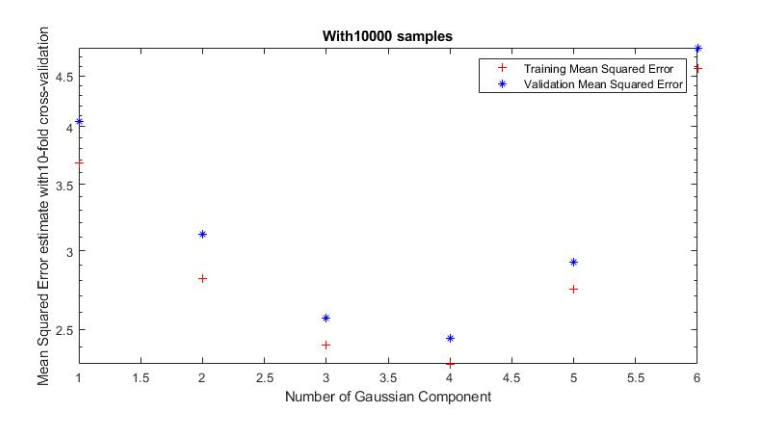 With10000 samples
Mean Squared Error estimate with10-fold cross-validation
4.5
4
3.5
3
2.5
Training Mean Squared Error
Validation Mean Squared Error
1 1.5 2 2.5 3 3.5 4 4.5 5 5.5 6
Number of Gaussian Component